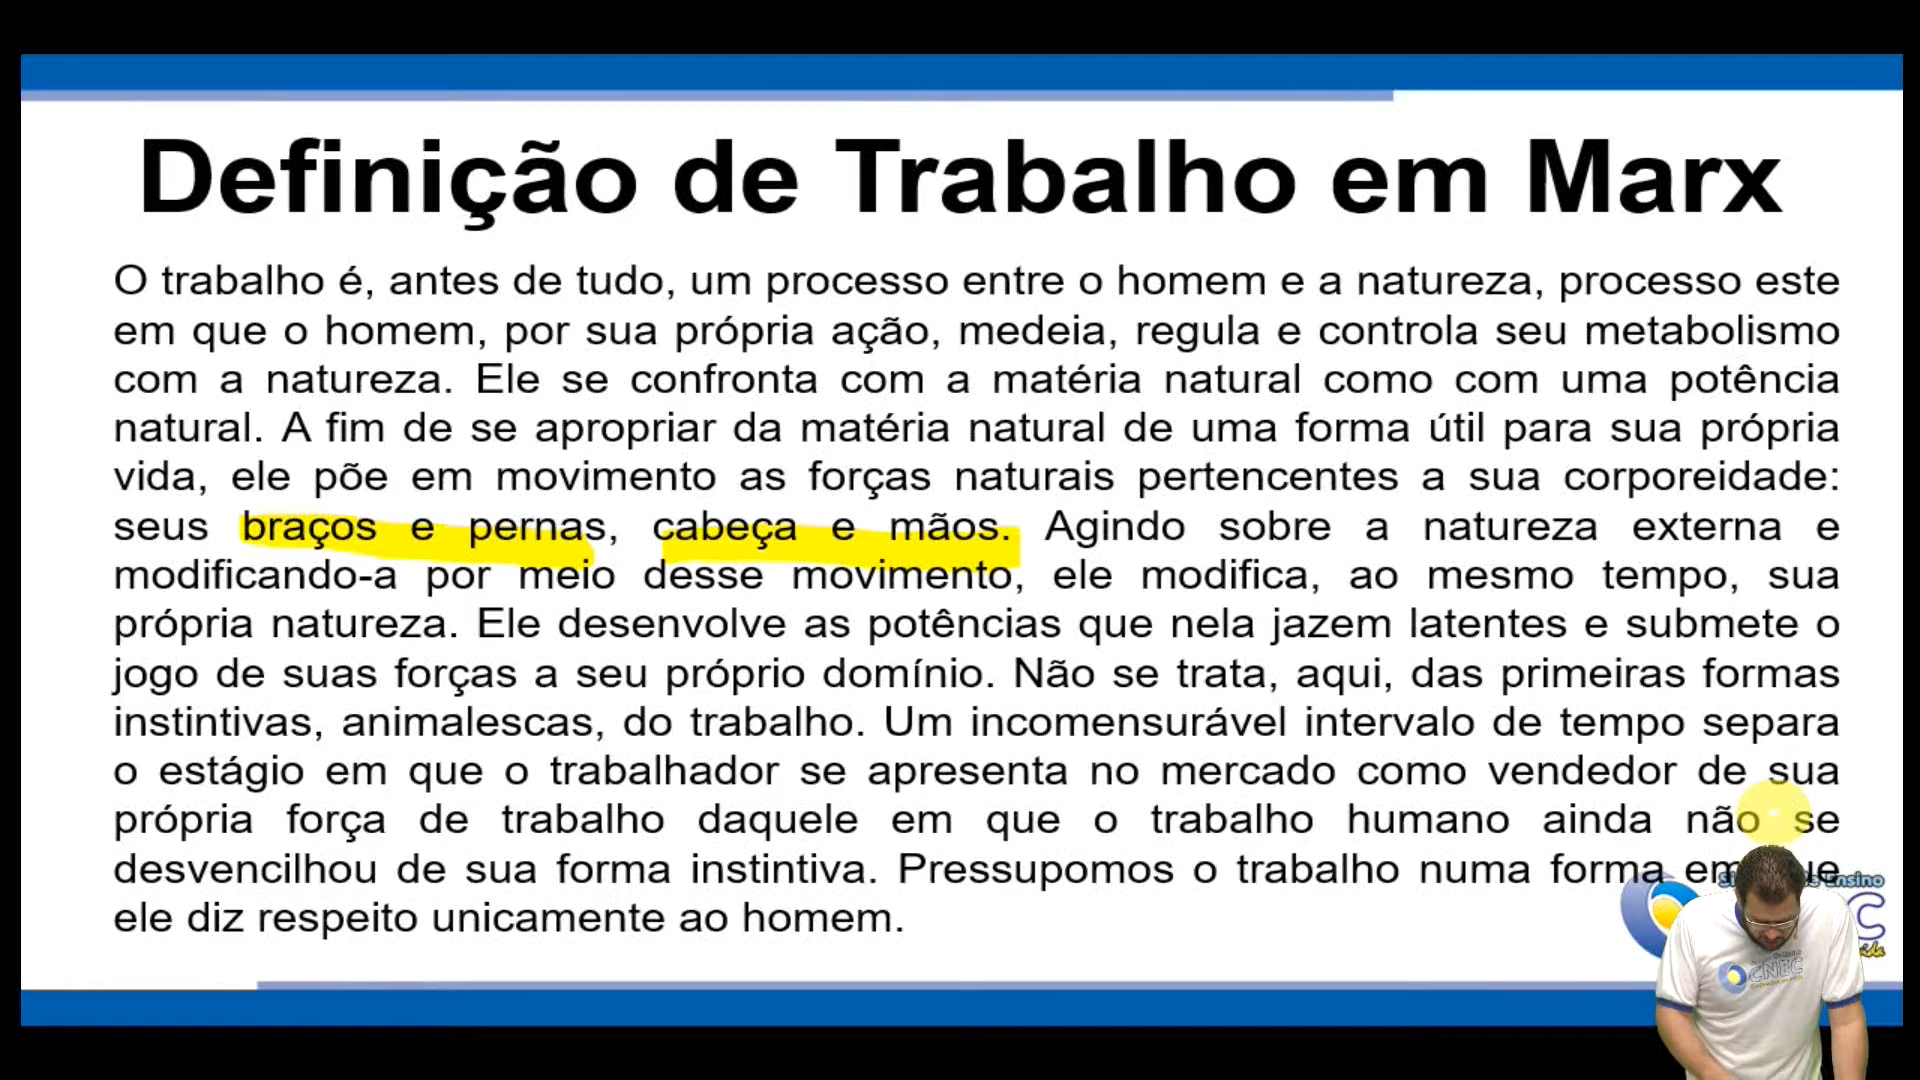 Definição de Trabalho em Marx
O trabalho é, antes de tudo, um processo entre o homem e a natureza, processo este
em que o homem, por sua própria ação, medeia, regula e controla seu metabolismo
com a natureza. Ele se confronta com a matéria natural como com uma potência
natural. A fim de se apropriar da matéria natural de uma forma útil para sua própria
vida, ele põe em movimento as forças naturais pertencentes a sua corporeidade:
seus braços e pernas, cabeça e mãos. Agindo sobre a natureza externa e
modificando-a por meio desse movimento, ele modifica, ao mesmo tempo, sua
própria natureza. Ele desenvolve as potências que nela jazem latentes e submete o
jogo de suas forças a seu próprio domínio. Não se trata, aqui, das primeiras formas
instintivas, animalescas, do trabalho. Um incomensurável intervalo de tempo separa
o estágio em que o trabalhador se apresenta no mercado como vendedor de sua
própria força de trabalho daquele em que o trabalho humano ainda não se
desvencilhou de sua forma instintiva. Pressupomos o trabalho numa forma em
ele diz respeito unicamente ao homem.
Ensino
CNEC